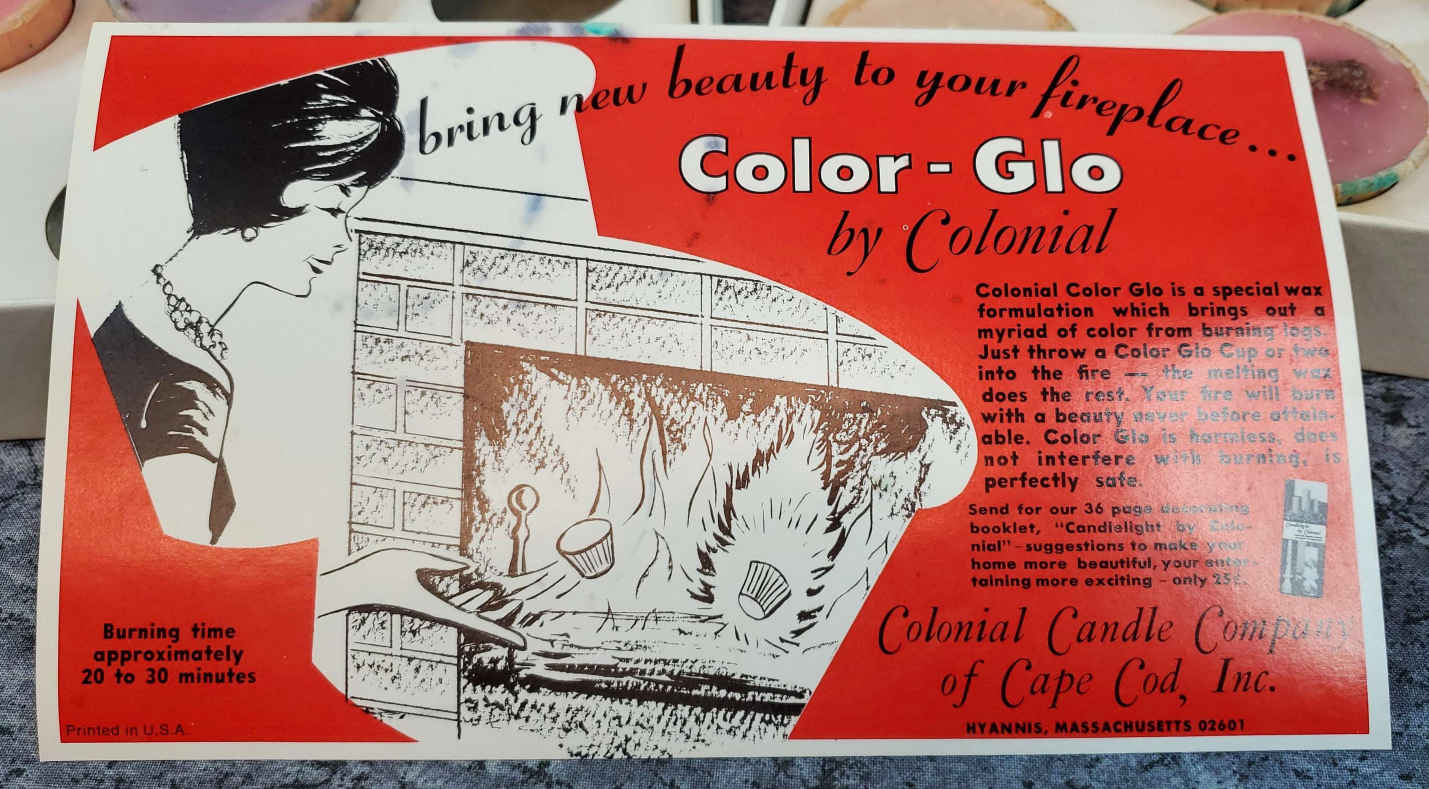 bring new beauty to your fireplace...
Color-Glo
by Colonial
Colonial Color Glo is a special wax
formulation which brings out a
myriad of color from burning logs.
Just throw a Color Glo Cup or two
into the fire — the melting wax
does the rest. Your fire will burn
with a beauty never before attain-
able. Color Glo is harmless, does
not interfere with burning, is
perfectly safe.
Send for our 36 page decorating
booklet, "Candlelight by Colo-
nial" - suggestions to make your
home more beautiful, your enter-
taining more exciting - only 25¢.
Colonial Candle Company
of Cape Cod, Inc.
HYANNIS, MASSACHUSETTS 02601
Burning time
approximately
20 to 30 minutes
Printed in U.S.A.